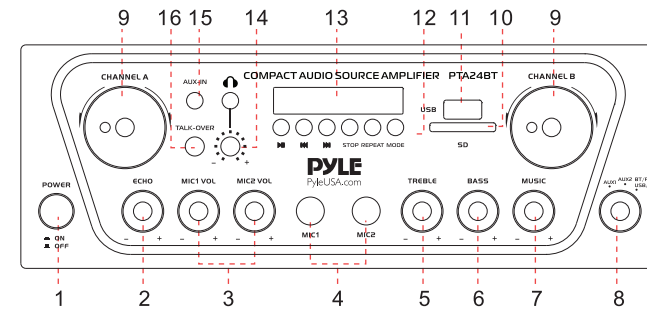 9 16 15 14 13 12 11 10 9
CHANNEL A
AUX-IN
COMPACT AUDIO SOURCE AMPLIFIER PTA24BT
CHANNEL B
USB
TALK-OVER
- +
STOP REPEAT MODE
SD
PYLE
PyleUSA.com
POWER
ECHO MIC1 VOL MIC2 VOL
TREBLE BASS MUSIC
AUX1 AUX2 BT/F
USB,
MIC1 MIC2
ON
OFF
- + - + - + - + - + - +
1 2 3 4 5 6 7 8